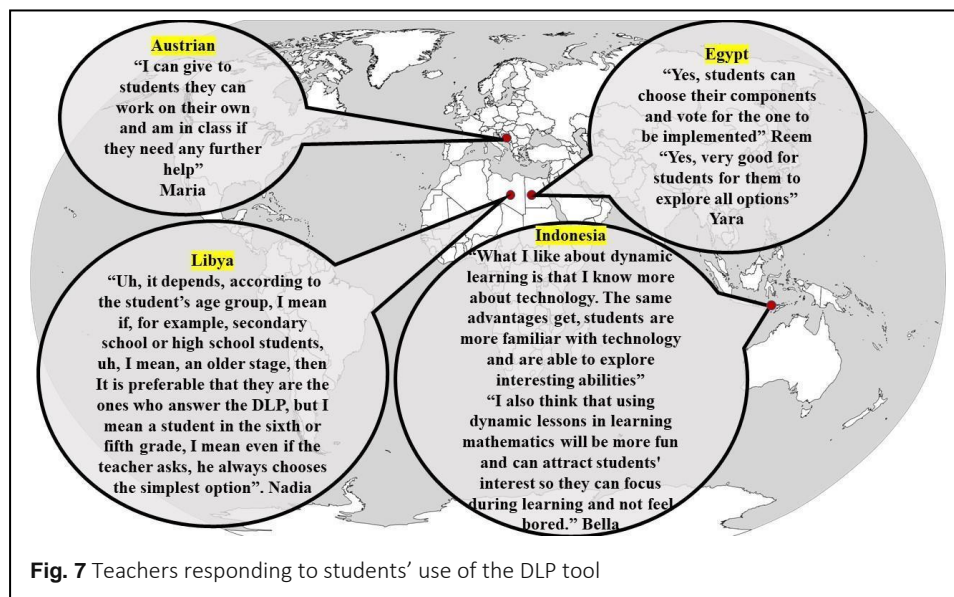 Austrian
“I can give to
students they can
work on their own
and am in class if
they need any further
help”
Maria
Egypt
“Yes, students can
choose their components
and vote for the one to
be implemented” Reem
“Yes, very good for
students for them to
explore all options”
Yara
Libya
“Uh, it depends, according to
the student’s age group, I mean
if, for example, secondary
school or high school students,
uh, I mean, an older stage, then
It is preferable that they are the
ones who answer the DLP, but I
mean a student in the sixth or
fifth grade, I mean even if the
teacher asks, he always chooses
the simplest option”. Nadia
Indonesia
“What I like about dynamic
learning is that I know more
about technology. The same
advantages get, students are
more familiar with technology
and are able to explore
interesting abilities”
“I also think that using
dynamic lessons in learning
mathematics will be more fun
and can attract students'
interest so they can focus
during learning and not feel
bored.” Bella
Fig. 7 Teachers responding to students’ use of the DLP tool